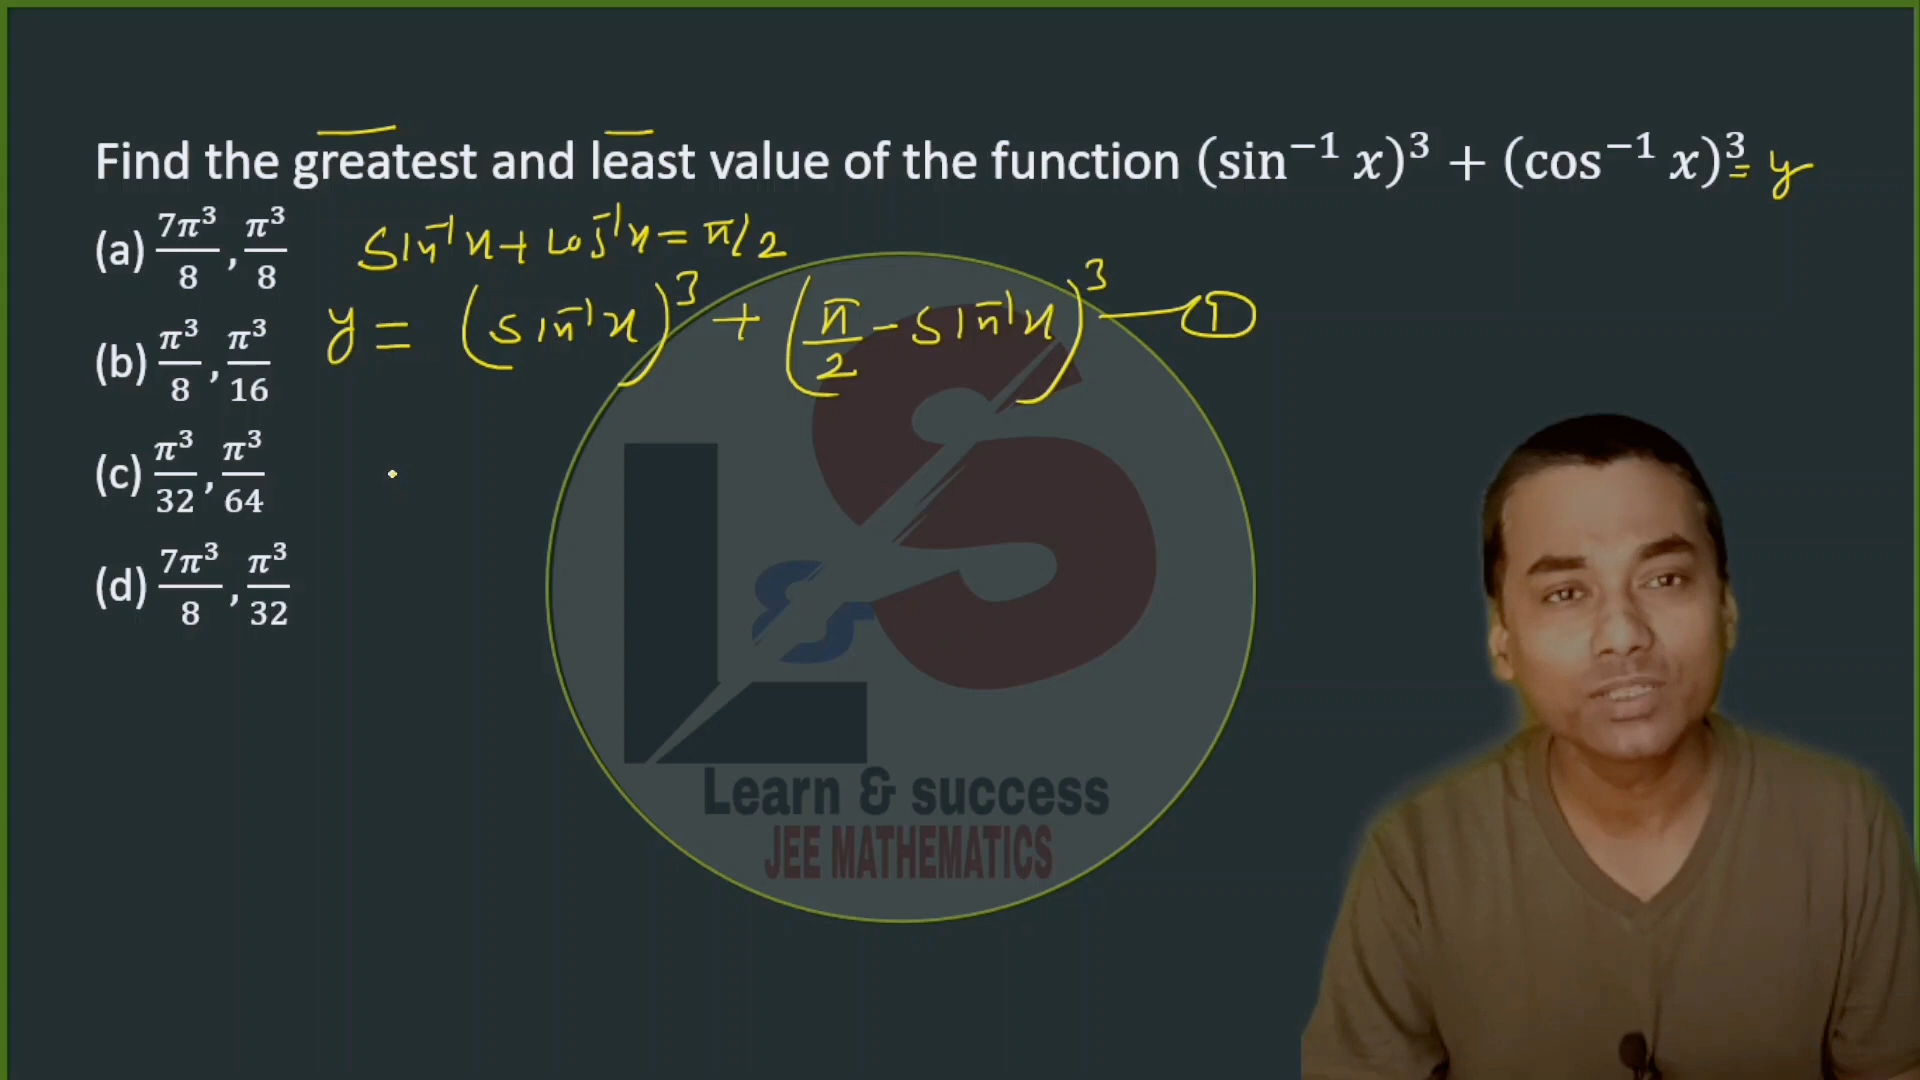 Find the greatest and least value of the function (sin⁻¹ x)³ + (cos⁻¹ x)³ = y
(a) 7π³/8 , π³/8
sin⁻¹x + cos⁻¹x = π/2
y = (sin⁻¹x)³ + (π/2 - sin⁻¹x)³ — ①
(b) π³/8 , π³/16
(c) π³/32 , π³/64
(d) 7π³/8 , π³/32
LS
&
Learn & success
JEE MATHEMATICS